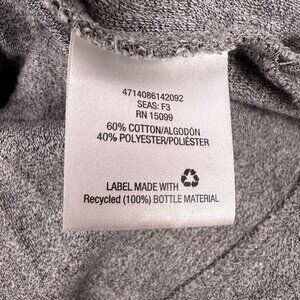 4714086142092
SEAS: F3
RN 15099
60% COTTON/ALGODÓN
40% POLYESTER/POLIÉSTER
LABEL MADE WITH
Recycled (100%) BOTTLE MATERIAL